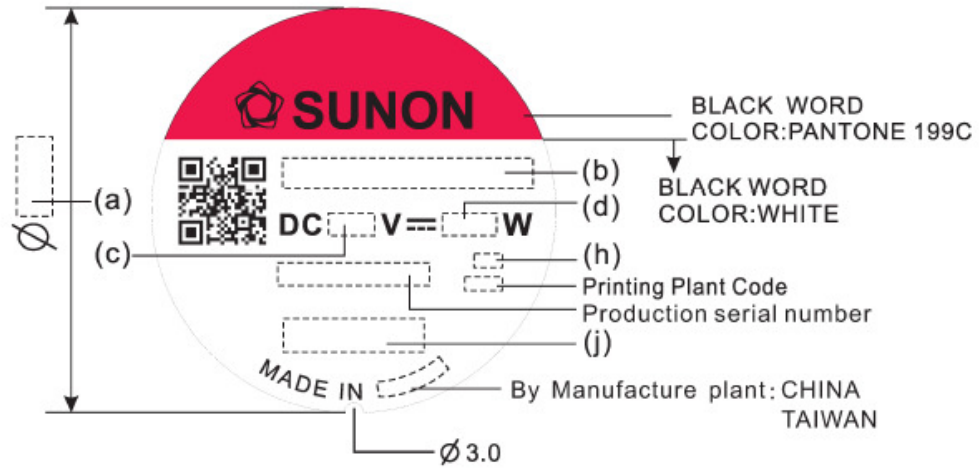 SUNON
BLACK WORD
COLOR:PANTONE 199C
(a)
(b)
BLACK WORD
COLOR:WHITE
(d)
DC V W
(c)
(h)
Printing Plant Code
Production serial number
(j)
MADE IN
By Manufacture plant: CHINA
TAIWAN
Ø
Ø 3.0